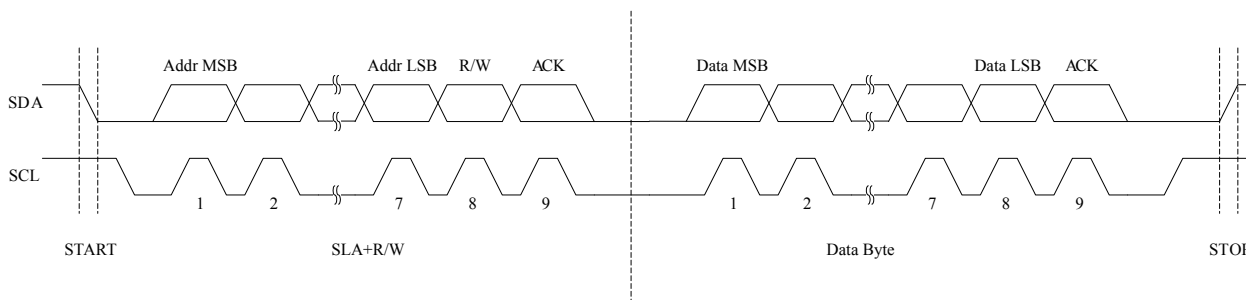 Addr MSB Addr LSB R/W ACK Data MSB Data LSB ACK
SDA
SCL
1 2 7 8 9 1 2 7 8 9
START SLA+R/W Data Byte STOP